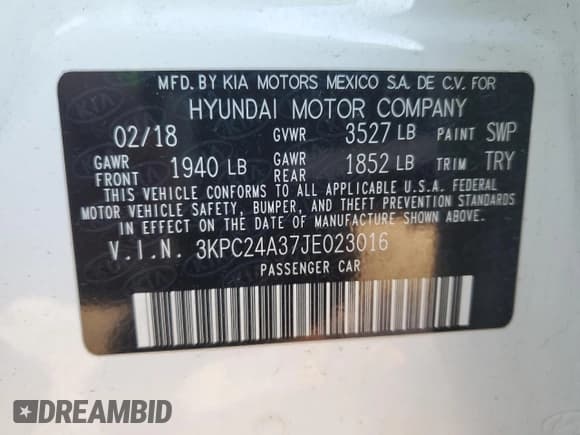 MFD. BY KIA MOTORS MEXICO S.A. DE C.V. FOR
HYUNDAI MOTOR COMPANY
02/18 GVWR 3527 LB PAINT SWP
GAWR FRONT 1940 LB GAWR REAR 1852 LB TRIM TRY
THIS VEHICLE CONFORMS TO ALL APPLICABLE U.S.A. FEDERAL
MOTOR VEHICLE SAFETY, BUMPER, AND THEFT PREVENTION STANDARDS
IN EFFECT ON THE DATE OF MANUFACTURE SHOWN ABOVE.
V.I.N. 3KPC24A37JE023016
PASSENGER CAR
DREAMBID